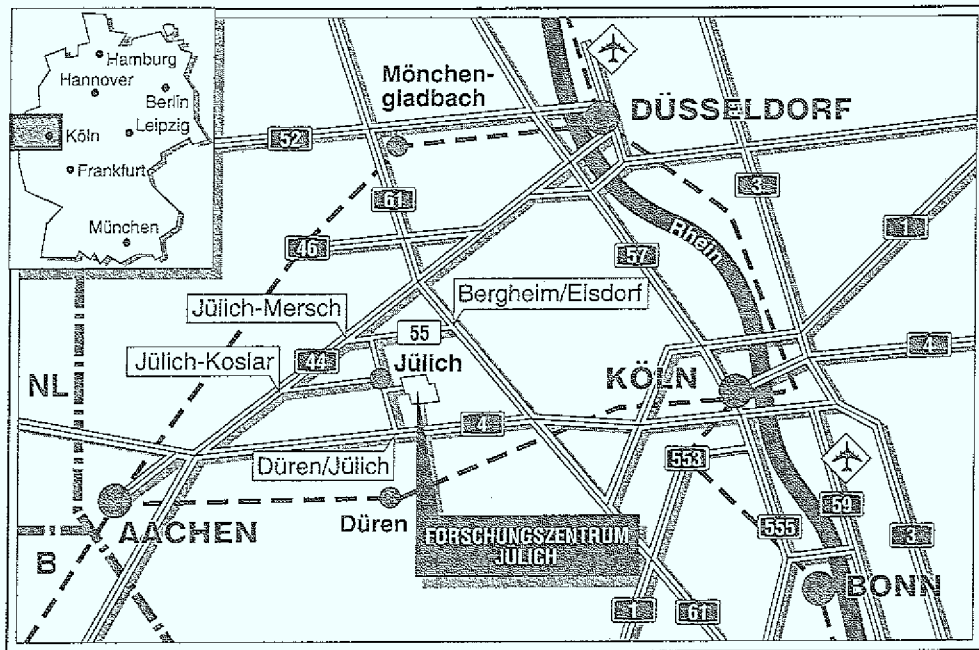 Hamburg
Hannover
Berlin
Leipzig
Köln
Frankfurt
München
Mönchen-
gladbach
DÜSSELDORF
52
61
3
1
46
Rhein
57
Bergheim/Elsdorf
Jülich-Mersch
55
4
Jülich-Koslar
44
Jülich
KÖLN
NL
4
Düren/Jülich
553
AACHEN
Düren
FORSCHUNGSZENTRUM
JÜLICH
555
59
3
B
BONN
1
61